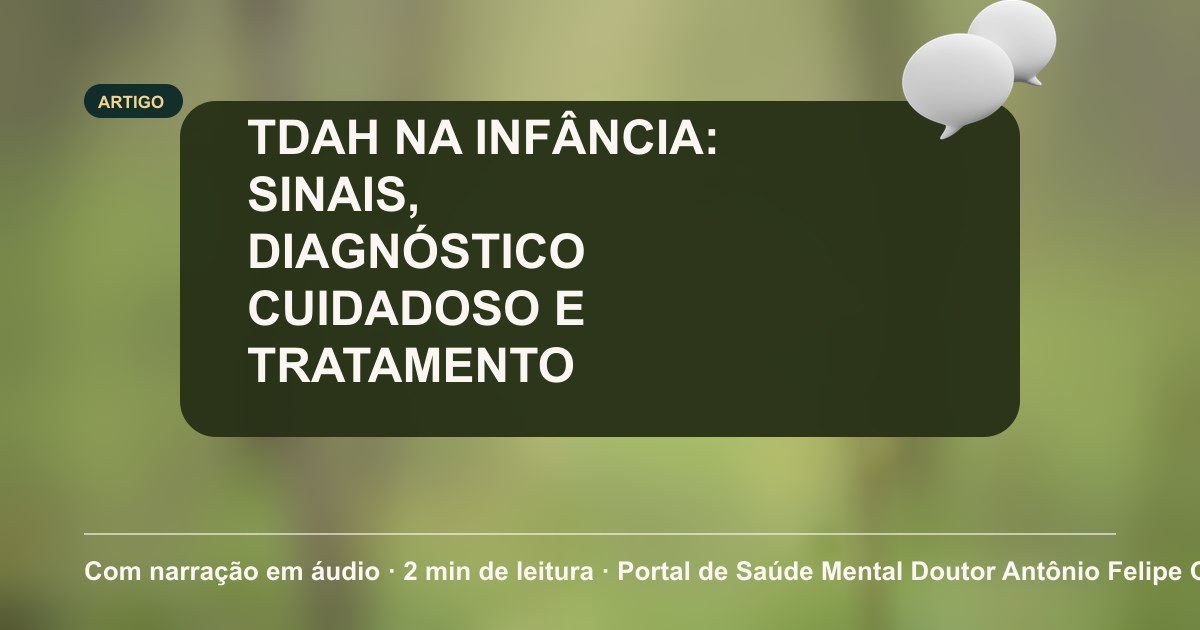 ARTIGO
TDAH NA INFÂNCIA:
SINAIS,
DIAGNÓSTICO
CUIDADOSO E
TRATAMENTO
Com narração em áudio · 2 min de leitura · Portal de Saúde Mental Doutor Antônio Felipe